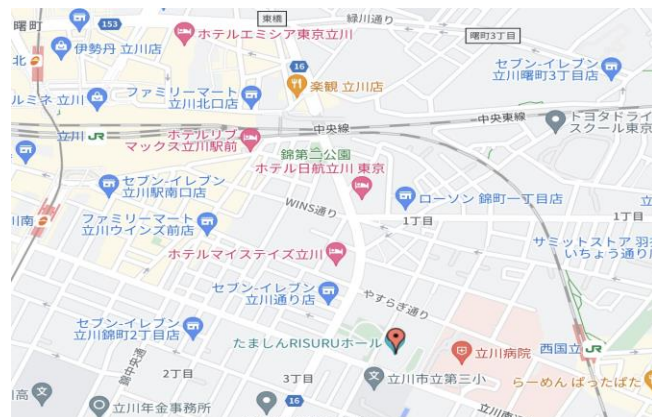 曙町
東橋
緑川通り
153
ホテルエミシア東京立川
曙町3丁目
伊勢丹 立川店
北
16
楽観 立川店
セブン-イレブン
立川曙町3丁目店
ルミネ 立川
ファミリーマート
立川北口店
中央線
中央東線
トヨタドライ
スクール東京
立川 JR
ホテルリブ
マックス立川駅前
錦第二公園
ホテル日航立川 東京
セブン-イレブン
立川駅南口店
ローソン 錦町一丁目店
WINS通り
1丁目
1丁目
川南
ファミリーマート
立川ウインズ前店
サミットストア 羽衣
いちょう通り店
ホテルマイステイズ立川
セブン-イレブン
立川通り店
やすらぎ通り
セブン-イレブン
立川錦町2丁目店
たましんRISURUホール
立川病院
西国立 JR
2丁目
3丁目
立川市立第三小
らーめん ぱったぱた
川高
立川年金事務所
16